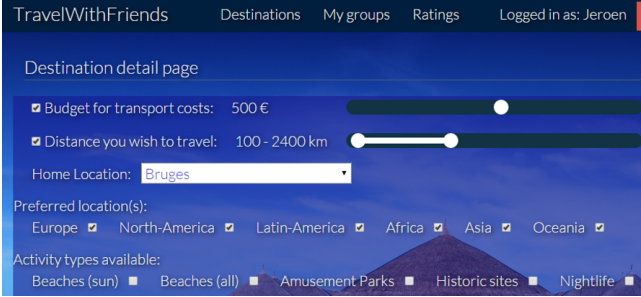 TravelWithFriends Destinations My groups Ratings Logged in as: Jeroen
Destination detail page
Budget for transport costs: 500 €
Distance you wish to travel: 100 - 2400 km
Home Location: Bruges
Preferred location(s):
Europe North-America Latin-America Africa Asia Oceania
Activity types available:
Beaches (sun) Beaches (all) Amusement Parks Historic sites Nightlife